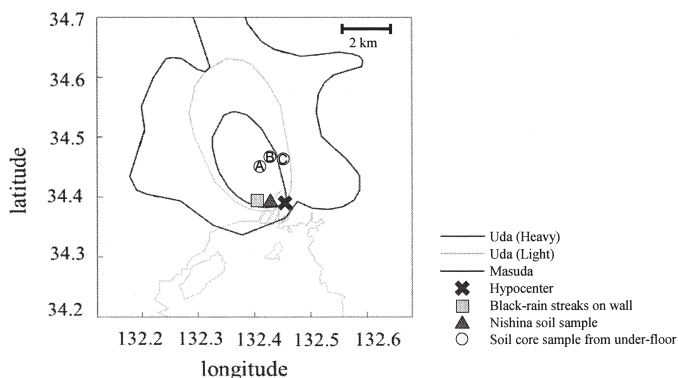 34.7
2 km
34.6
34.5
B
C
A
latitude
34.4
34.3
34.2
132.2 132.3 132.4 132.5 132.6
longitude
Uda (Heavy)
Uda (Light)
Masuda
Hypocenter
Black-rain streaks on wall
Nishina soil sample
Soil core sample from under-floor